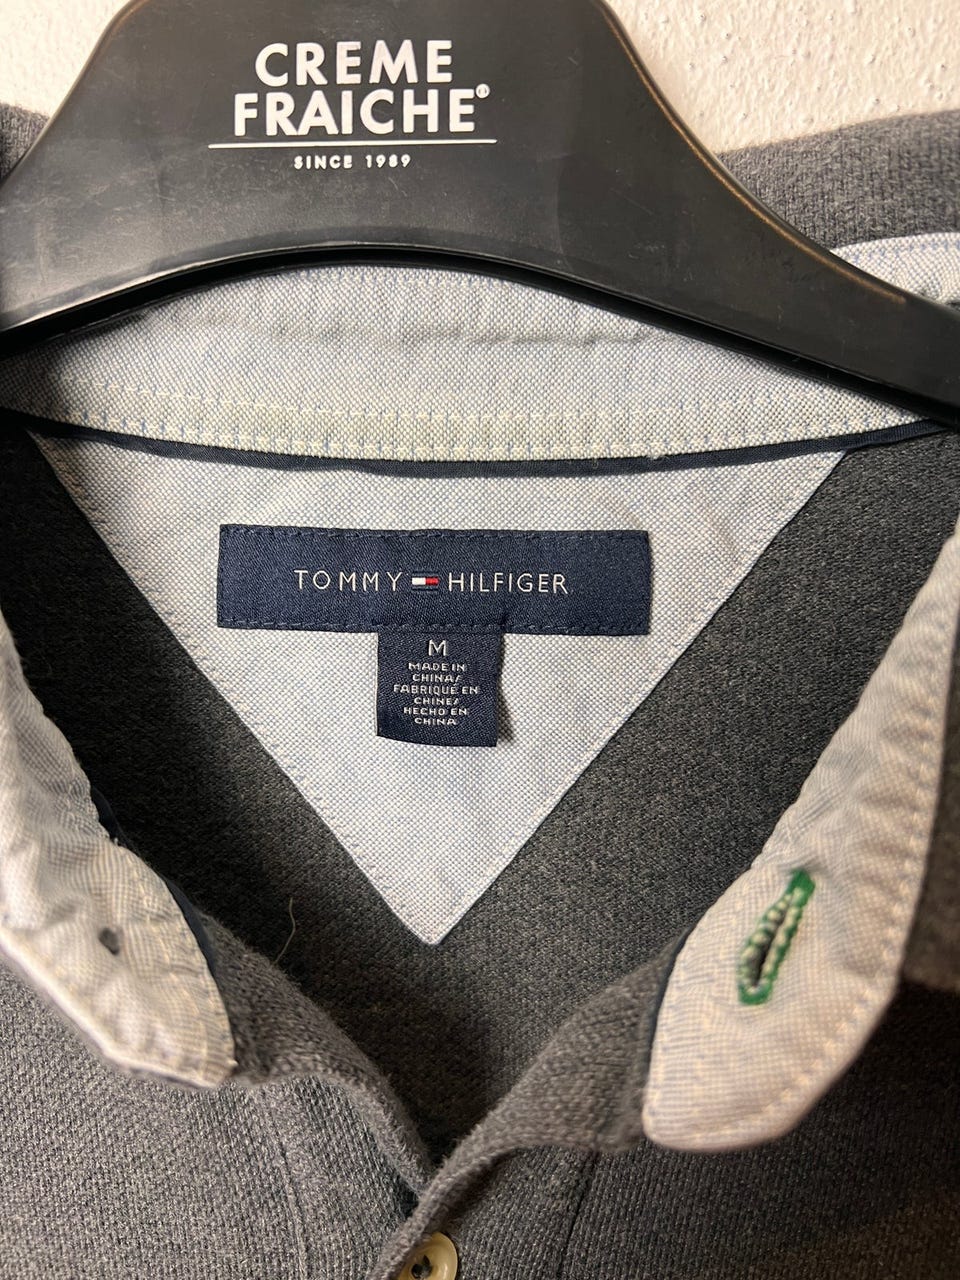 CREME
FRAICHE®
SINCE 1989
TOMMY HILFIGER
M
MADE IN
CHINA/
FABRIQUÉ EN
CHINE/
HECHO EN
CHINA